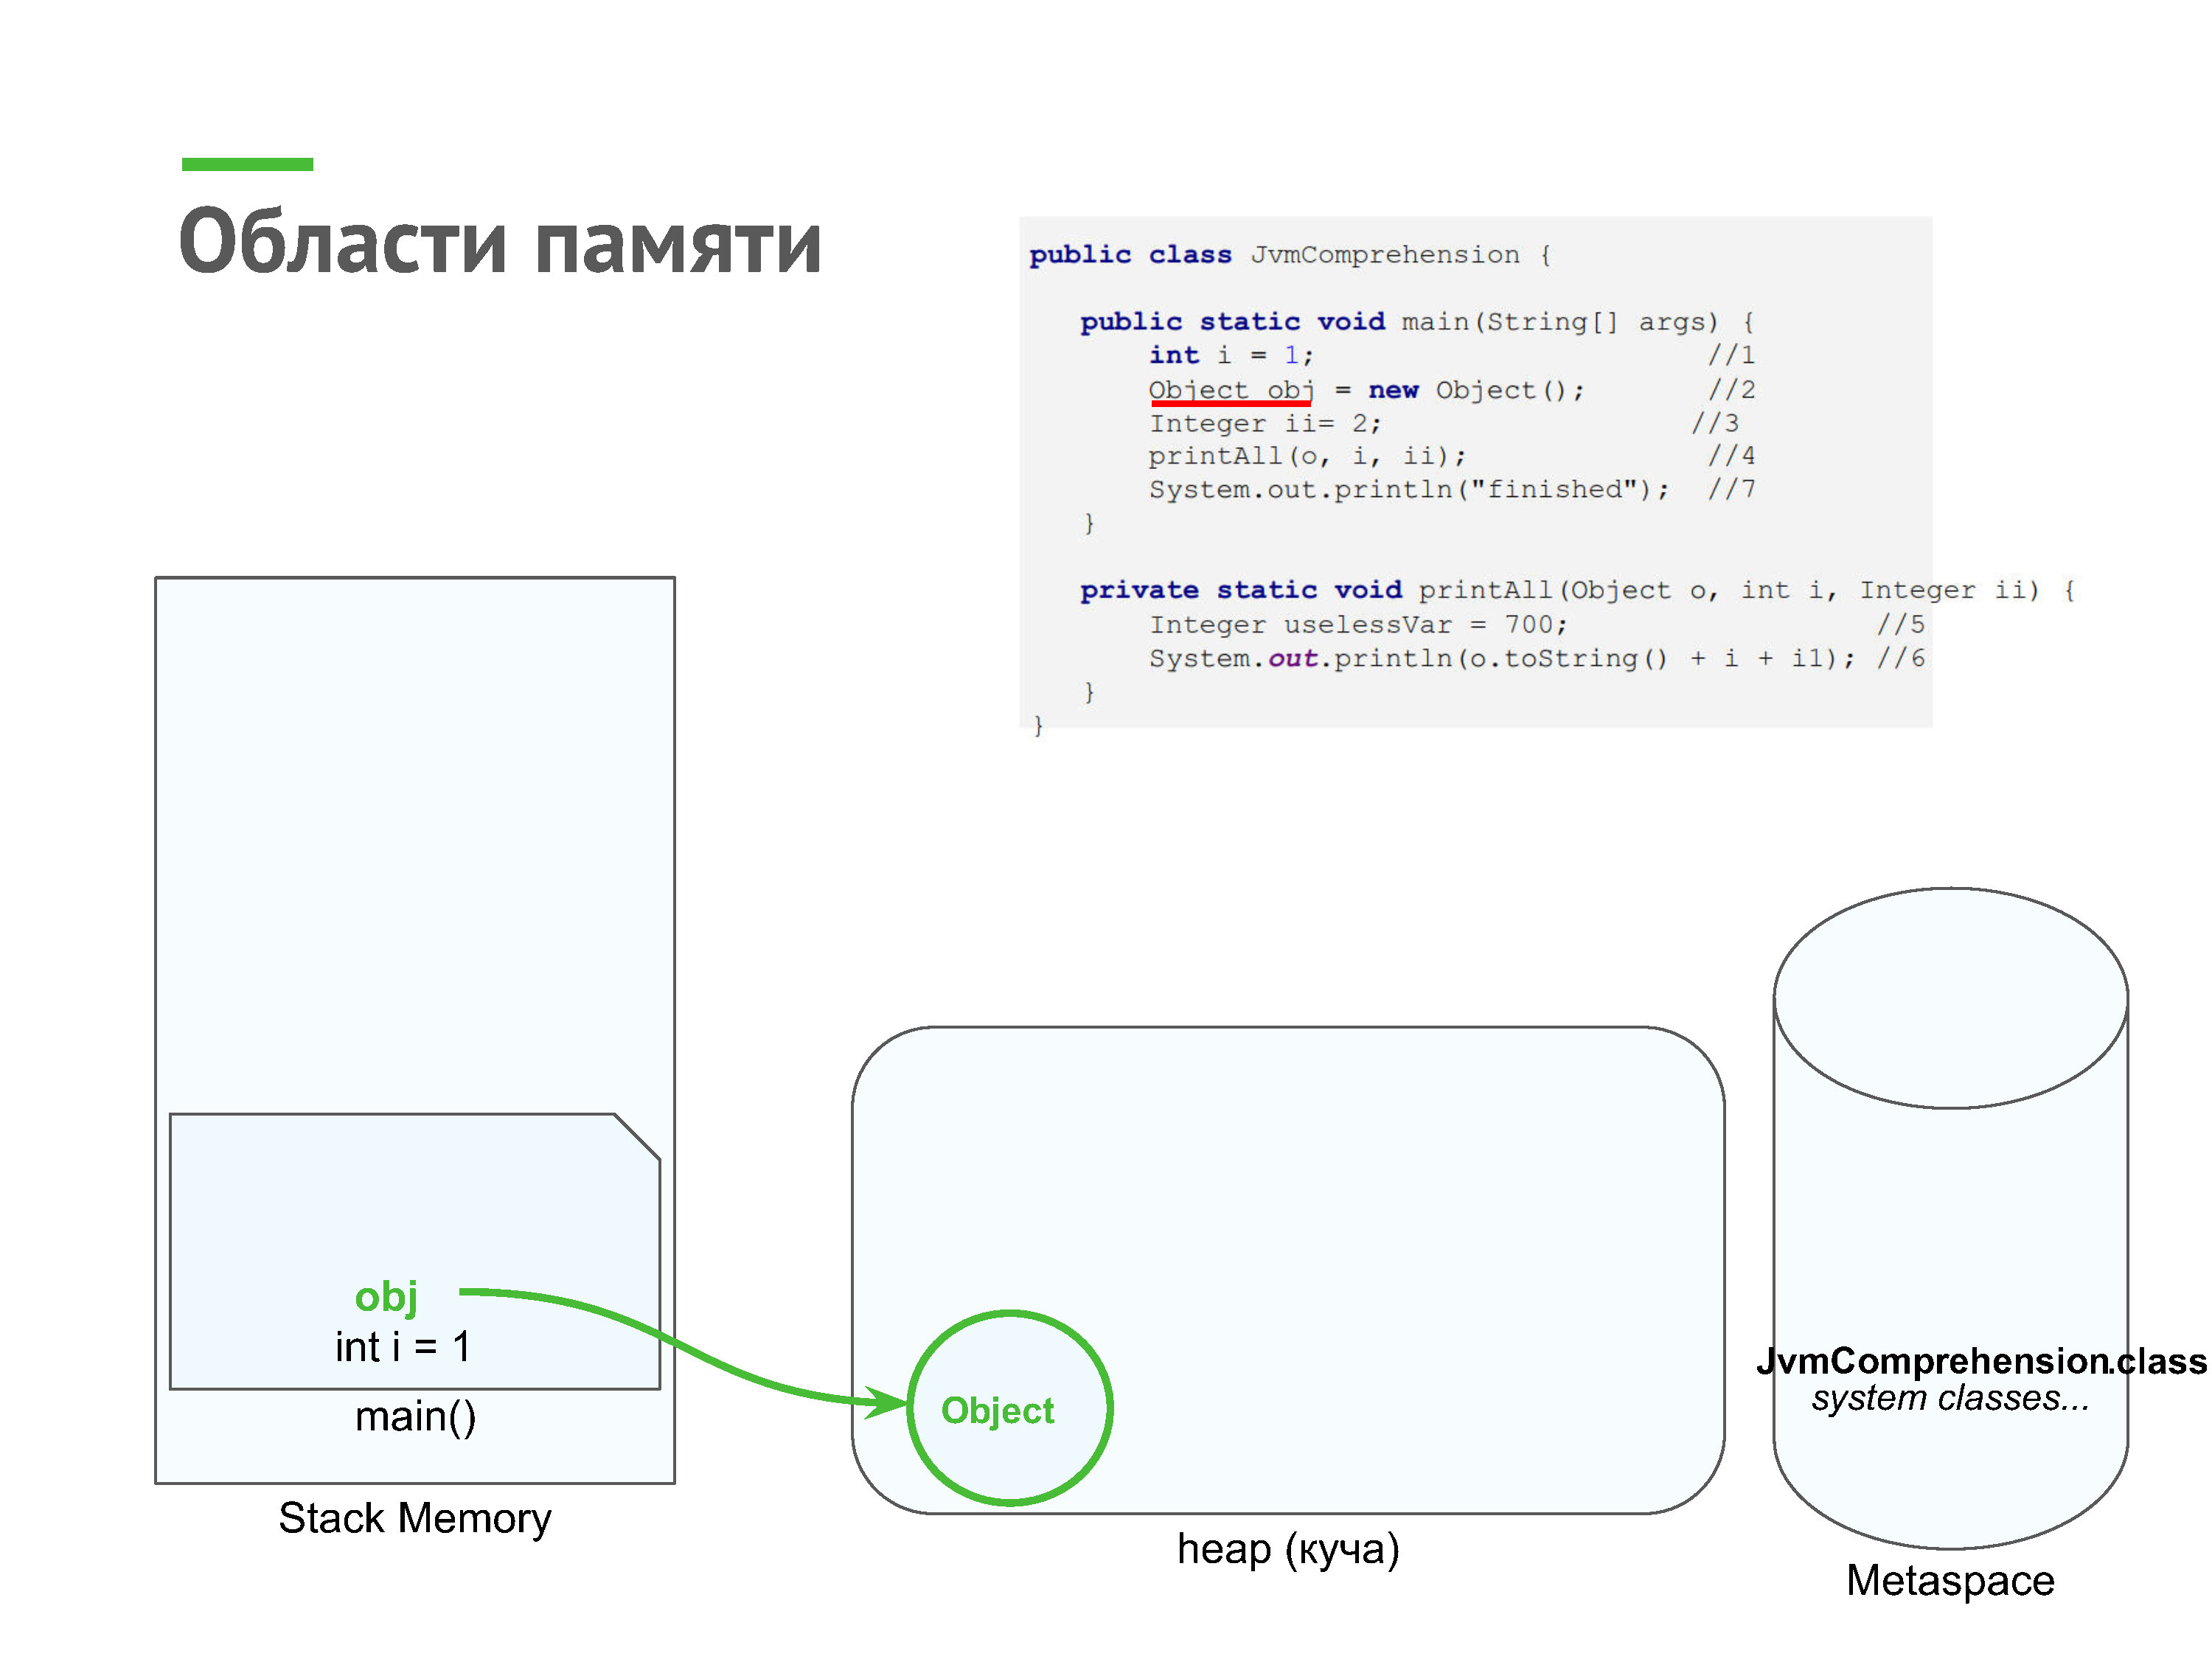 Области памяти
public class JvmComprehension {
public static void main(String[] args) {
int i = 1; //1
Object obj = new Object(); //2
Integer ii= 2; //3
printAll(o, i, ii); //4
System.out.println("finished"); //7
}
private static void printAll(Object o, int i, Integer ii) {
Integer uselessVar = 700; //5
System.out.println(o.toString() + i + i1); //6
}
}
obj
int i = 1
main()
Stack Memory
Object
heap (куча)
JvmComprehension.class
system classes...
Metaspace